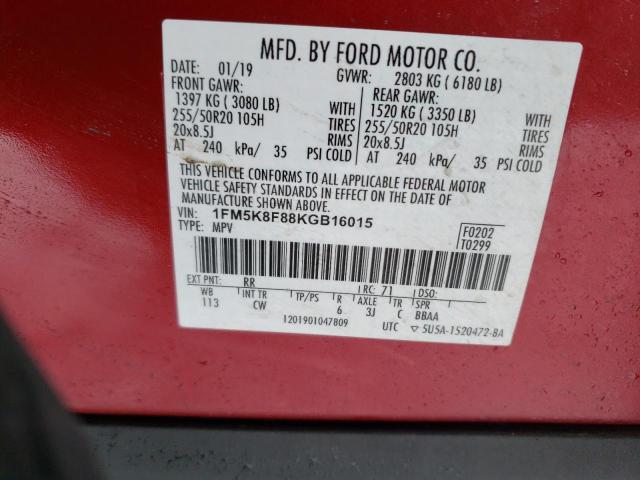 MFD. BY FORD MOTOR CO.
DATE: 01/19 GVWR: 2803 KG ( 6180 LB)
FRONT GAWR: REAR GAWR:
1397 KG ( 3080 LB) 1520 KG ( 3350 LB)
255/50R20 105H TIRES 255/50R20 105H TIRES
20x8.5J RIMS 20x8.5J RIMS
AT 240 kPa/ 35 PSI COLD AT 240 kPa/ 35 PSI COLD
THIS VEHICLE CONFORMS TO ALL APPLICABLE FEDERAL MOTOR
VEHICLE SAFETY STANDARDS IN EFFECT ON THE DATE OF
MANUFACTURE SHOWN ABOVE.
VIN: 1FM5K8F88KGB16015
TYPE: MPV
F0202
T0299
EXT PNT: RR RC: 71 DSO:
WB INT TR TP/PS R AXLE TR SPR
113 CW 6 3J C BBAA
1201901047809 UTC ▽5U5A-1520472-BA